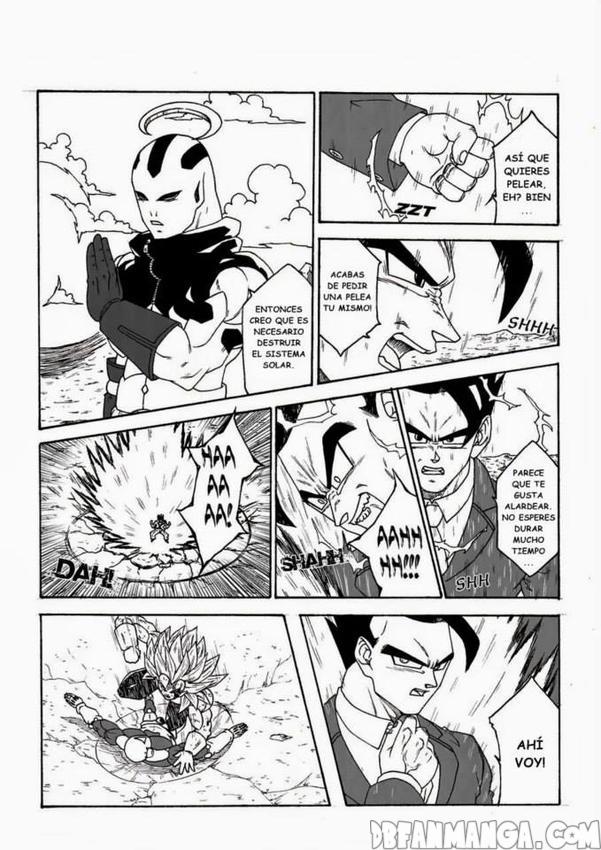 ENTONCES
CREO QUE ES
NECESARIO
DESTRUIR
EL SISTEMA
SOLAR.
ASÍ QUE
QUIERES
PELEAR,
EH? BIEN
...
ZZT
ACABAS
DE PEDIR
UNA PELEA
TU MISMO!
SHHH
HAA
AA
AA!
DAH!
AAHH
HH!!!
SHAHH
PARECE
QUE TE
GUSTA
ALARDEAR.
NO ESPERES
DURAR
MUCHO
TIEMPO
...
SHH
AHÍ
VOY!
DBFANMANGA.COM